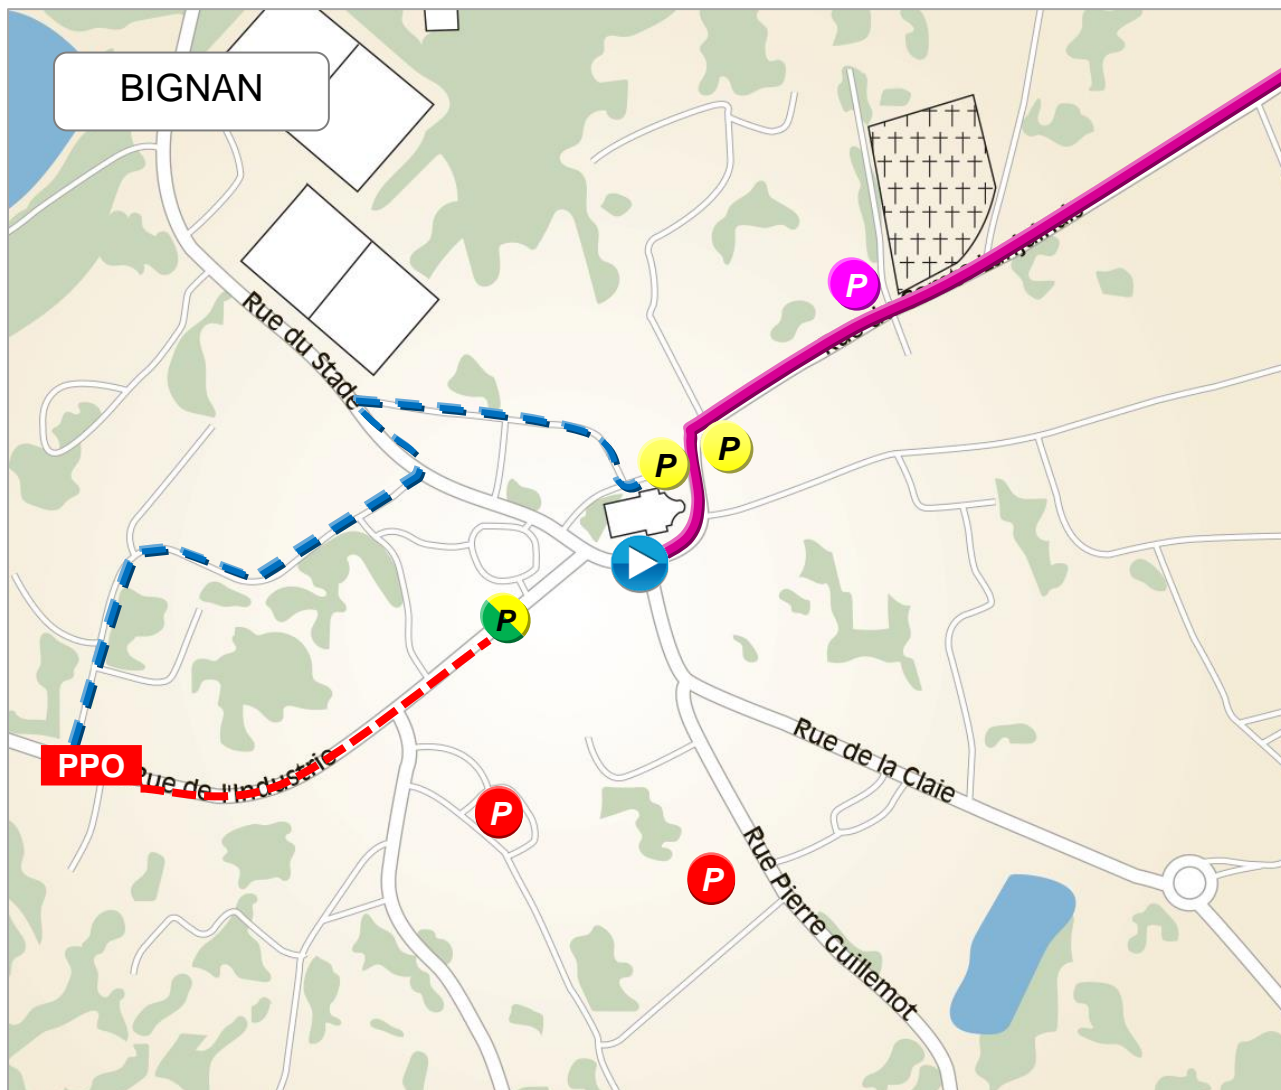 BIGNAN
P
Rue du Stade
P
P
P
PPO
Rue de l'Industrie
Rue de la Claie
P
P
Rue Pierre Guillemot